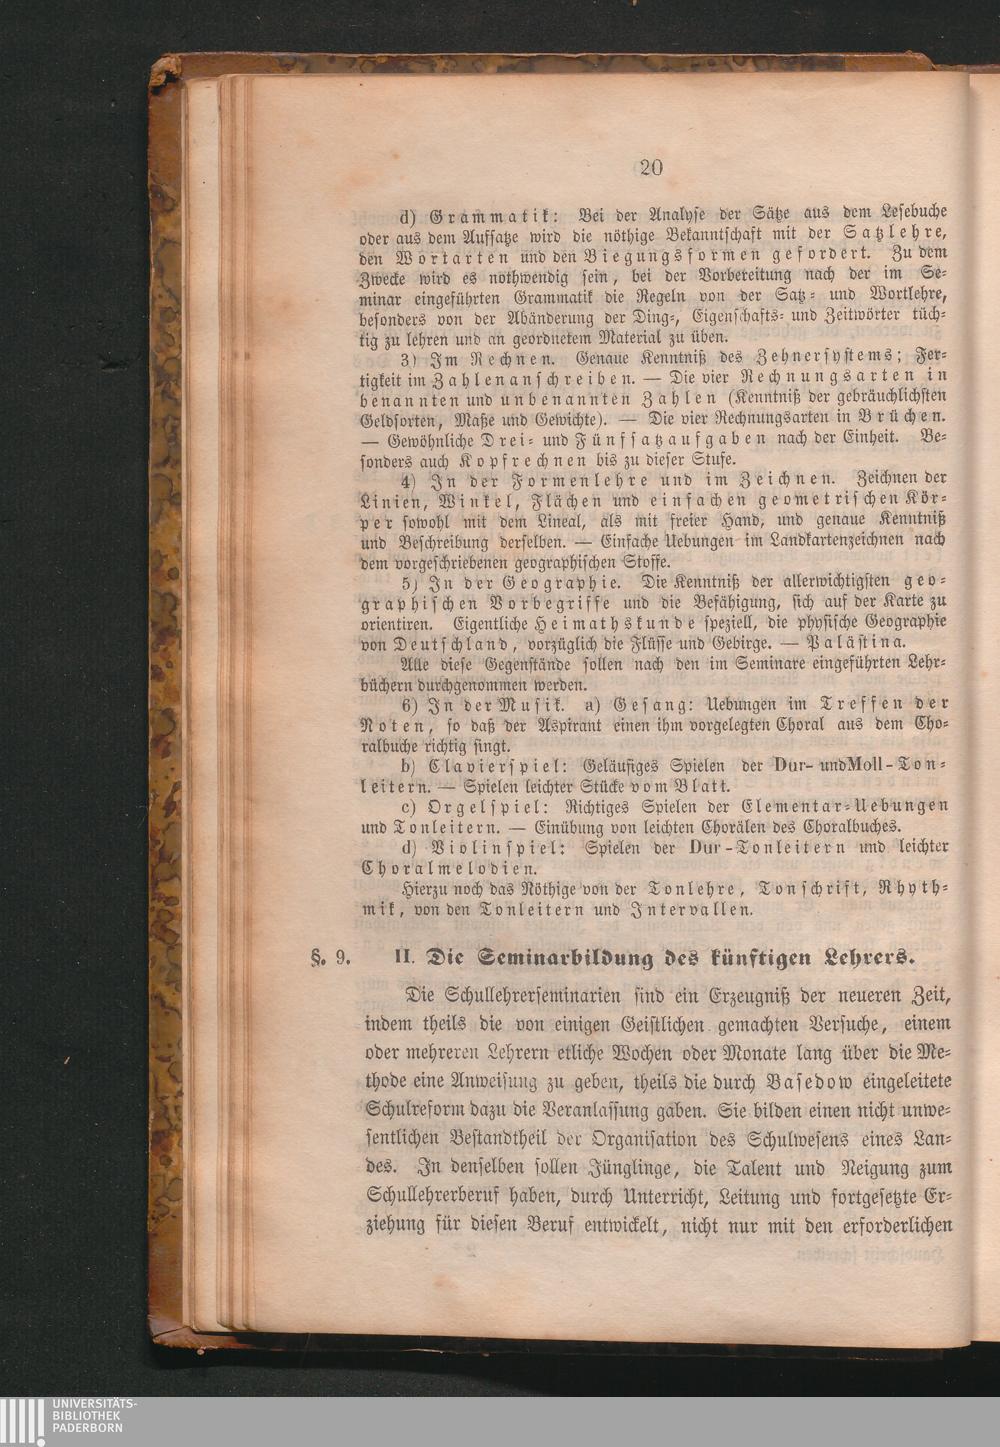 20
d) Grammatik: Bei der Analyse der Sätze aus dem Lesebuche
oder aus dem Aufsatze wird die nöthige Bekanntschaft mit der Satzlehre,
den Wortarten und den Biegungsformen gefordert. Zu dem
Zwecke wird es nothwendig sein, bei der Vorbereitung nach der im Se-
minar eingeführten Grammatik die Regeln von der Satz- und Wortlehre,
besonders von der Abänderung der Ding-, Eigenschafts- und Zeitwörter tüch-
tig zu lehren und an geordnetem Material zu üben.
3) Im Rechnen. Genaue Kenntniß des Zehnersystems; Fer-
tigkeit im Zahlenanschreiben. — Die vier Rechnungsarten in
benannten und unbenannten Zahlen (Kenntniß der gebräuchlichsten
Geldsorten, Maße und Gewichte). — Die vier Rechnungsarten in Brüchen.
— Gewöhnliche Drei- und Fünfsatzaufgaben nach der Einheit. Be-
sonders auch Kopfrechnen bis zu dieser Stufe.
4) In der Formenlehre und im Zeichnen. Zeichnen der
Linien, Winkel, Flächen und einfachen geometrischen Kör-
per sowohl mit dem Lineal, als mit freier Hand, und genaue Kenntniß
und Beschreibung derselben. — Einfache Uebungen im Landkartenzeichnen nach
dem vorgeschriebenen geographischen Stoffe.
5) In der Geographie. Die Kenntniß der allerwichtigsten geo-
graphischen Vorbegriffe und die Befähigung, sich auf der Karte zu
orientiren. Eigentliche Heimathskunde speziell, die physische Geographie
von Deutschland, vorzüglich die Flüsse und Gebirge. — Palästina.
Alle diese Gegenstände sollen nach den im Seminare eingeführten Lehr-
büchern durchgenommen werden.
6) In der Musik. a) Gesang: Uebungen im Treffen der
Noten, so daß der Aspirant einen ihm vorgelegten Choral aus dem Cho-
ralbuche richtig singt.
b) Clavierspiel: Geläufiges Spielen der Dur- und Moll-Ton-
leitern. — Spielen leichter Stücke vom Blatt.
c) Orgelspiel: Richtiges Spielen der Elementar-Uebungen
und Tonleitern. — Einübung von leichten Chorälen des Choralbuches.
d) Violinspiel: Spielen der Dur-Tonleitern und leichter
Choralmelodien.
Hierzu noch das Nöthige von der Tonlehre, Tonschrift, Rhyth-
mik, von den Tonleitern und Intervallen.
§. 9. II. Die Seminarbildung des künftigen Lehrers.
Die Schullehrerseminarien sind ein Erzeugniß der neueren Zeit,
indem theils die von einigen Geistlichen gemachten Versuche, einem
oder mehreren Lehrern etliche Wochen oder Monate lang über die Me-
thode eine Anweisung zu geben, theils die durch Basedow eingeleitete
Schulreform dazu die Veranlassung gaben. Sie bilden einen nicht unwe-
sentlichen Bestandtheil der Organisation des Schulwesens eines Lan-
des. In denselben sollen Jünglinge, die Talent und Neigung zum
Schullehrerberuf haben, durch Unterricht, Leitung und fortgesetzte Er-
ziehung für diesen Beruf entwickelt, nicht nur mit den erforderlichen
UNIVERSITÄTS-
BIBLIOTHEK
PADERBORN